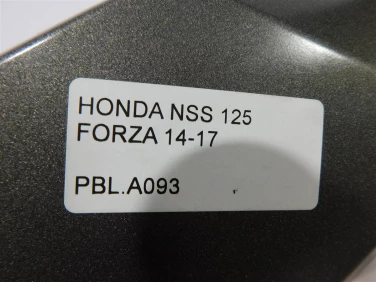 HONDA NSS 125
FORZA 14-17
PBL.A093